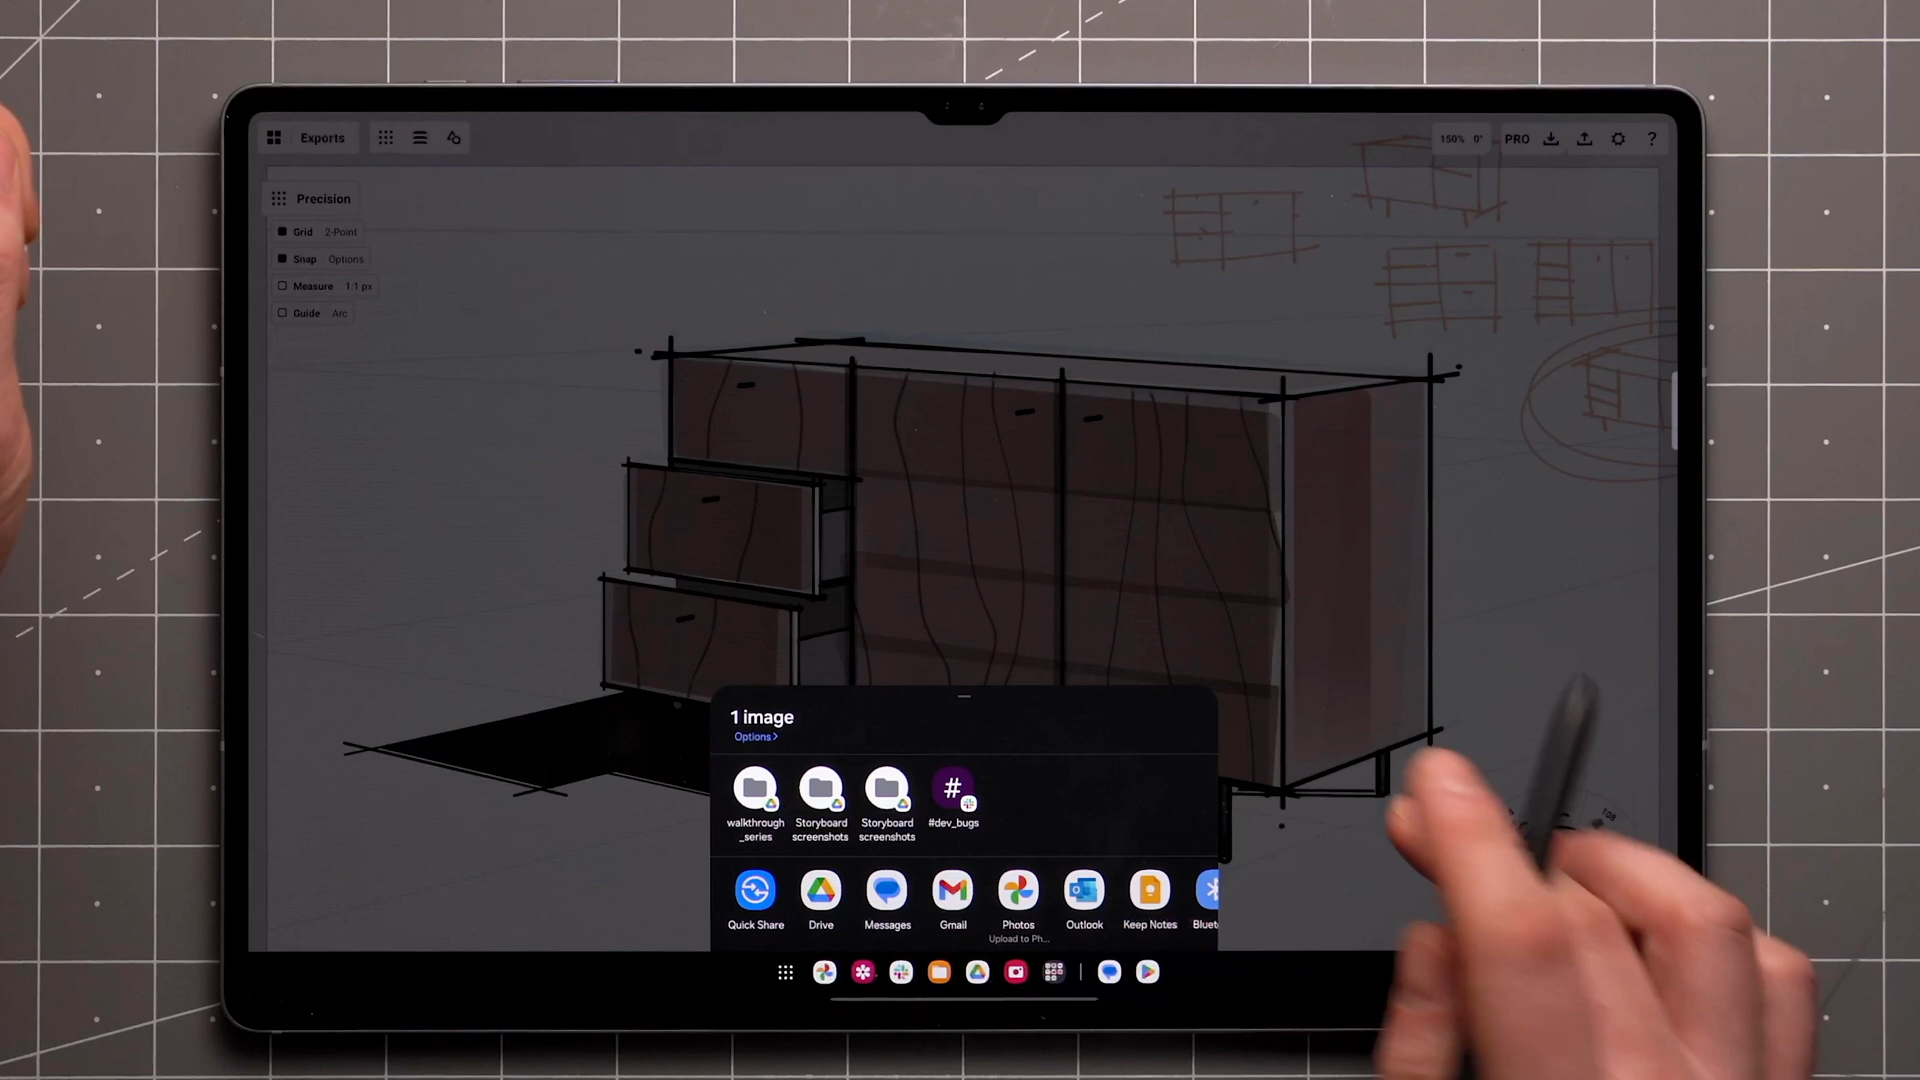 Exports
150% 0°
PRO
?
Precision
Grid 2-Point
Snap Options
Measure 1:1 px
Guide Arc
1 image
Options >
#
walkthrough
_series
Storyboard
screenshots
Storyboard
screenshots
#dev_bugs
Quick Share
Drive
Messages
Gmail
Photos
Upload to Ph...
Outlook
Keep Notes
Bluet
108